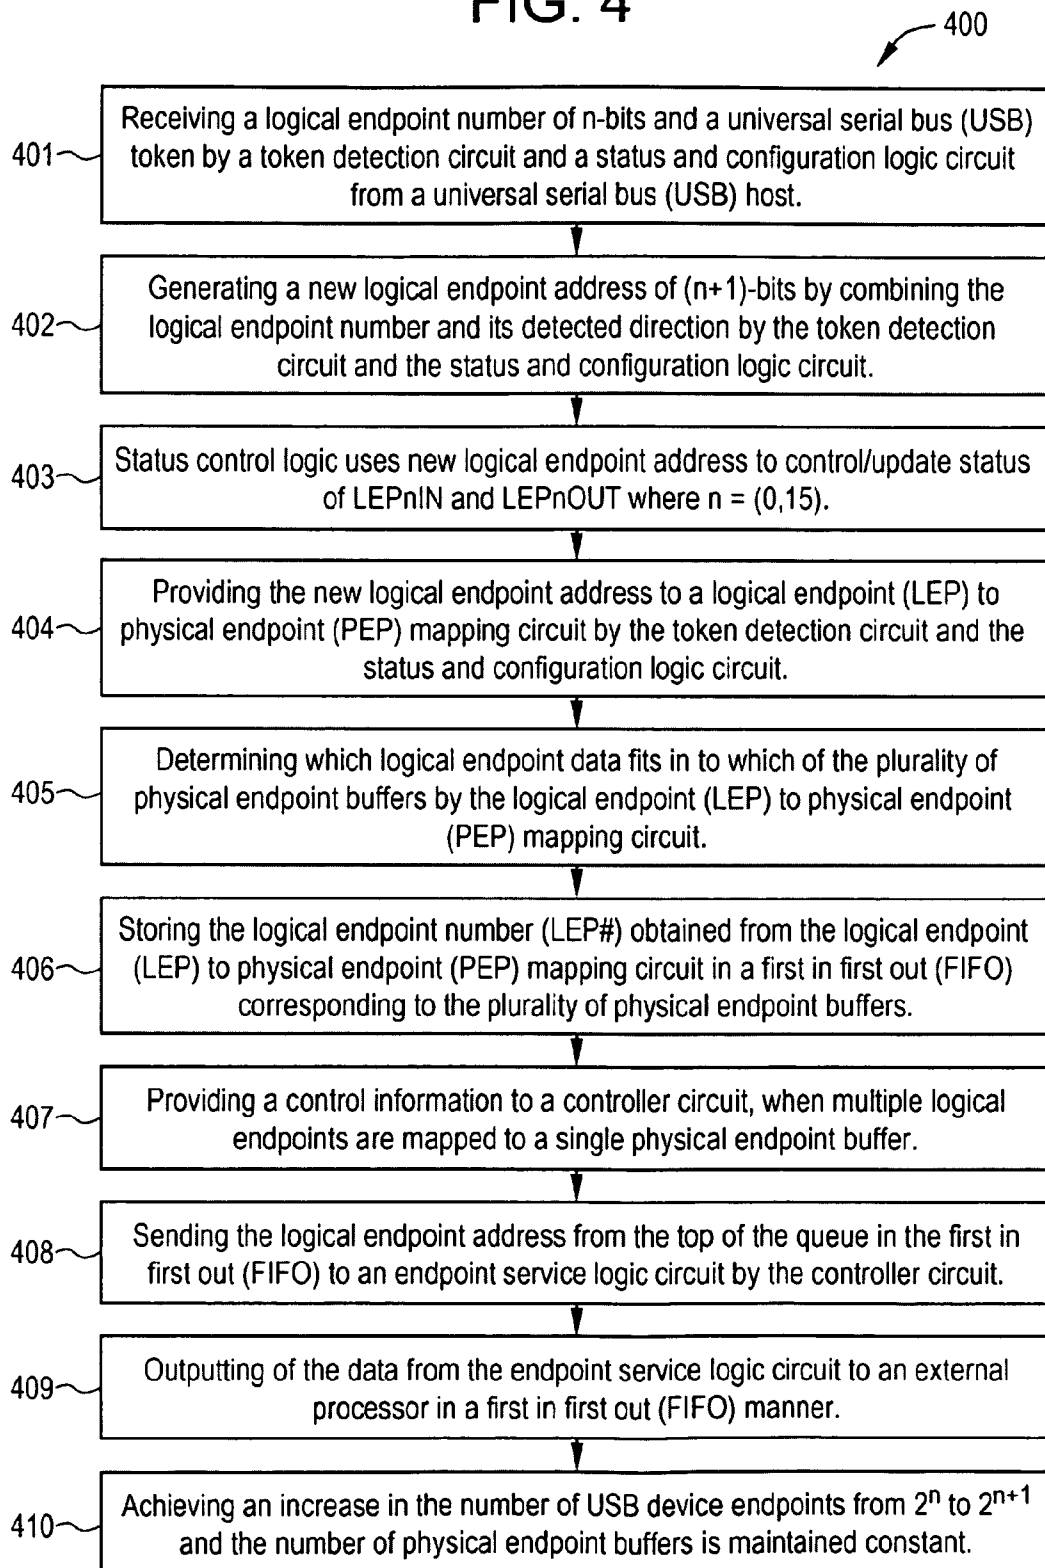 FIG. 4
400
401
Receiving a logical endpoint number of n-bits and a universal serial bus (USB)
token by a token detection circuit and a status and configuration logic circuit
from a universal serial bus (USB) host.
402
Generating a new logical endpoint address of (n+1)-bits by combining the
logical endpoint number and its detected direction by the token detection
circuit and the status and configuration logic circuit.
403
Status control logic uses new logical endpoint address to control/update status
of LEPnIN and LEPnOUT where n = (0,15).
404
Providing the new logical endpoint address to a logical endpoint (LEP) to
physical endpoint (PEP) mapping circuit by the token detection circuit and the
status and configuration logic circuit.
405
Determining which logical endpoint data fits in to which of the plurality of
physical endpoint buffers by the logical endpoint (LEP) to physical endpoint
(PEP) mapping circuit.
406
Storing the logical endpoint number (LEP#) obtained from the logical endpoint
(LEP) to physical endpoint (PEP) mapping circuit in a first in first out (FIFO)
corresponding to the plurality of physical endpoint buffers.
407
Providing a control information to a controller circuit, when multiple logical
endpoints are mapped to a single physical endpoint buffer.
408
Sending the logical endpoint address from the top of the queue in the first in
first out (FIFO) to an endpoint service logic circuit by the controller circuit.
409
Outputting of the data from the endpoint service logic circuit to an external
processor in a first in first out (FIFO) manner.
410
Achieving an increase in the number of USB device endpoints from 2ⁿ to 2ⁿ⁺¹
and the number of physical endpoint buffers is maintained constant.